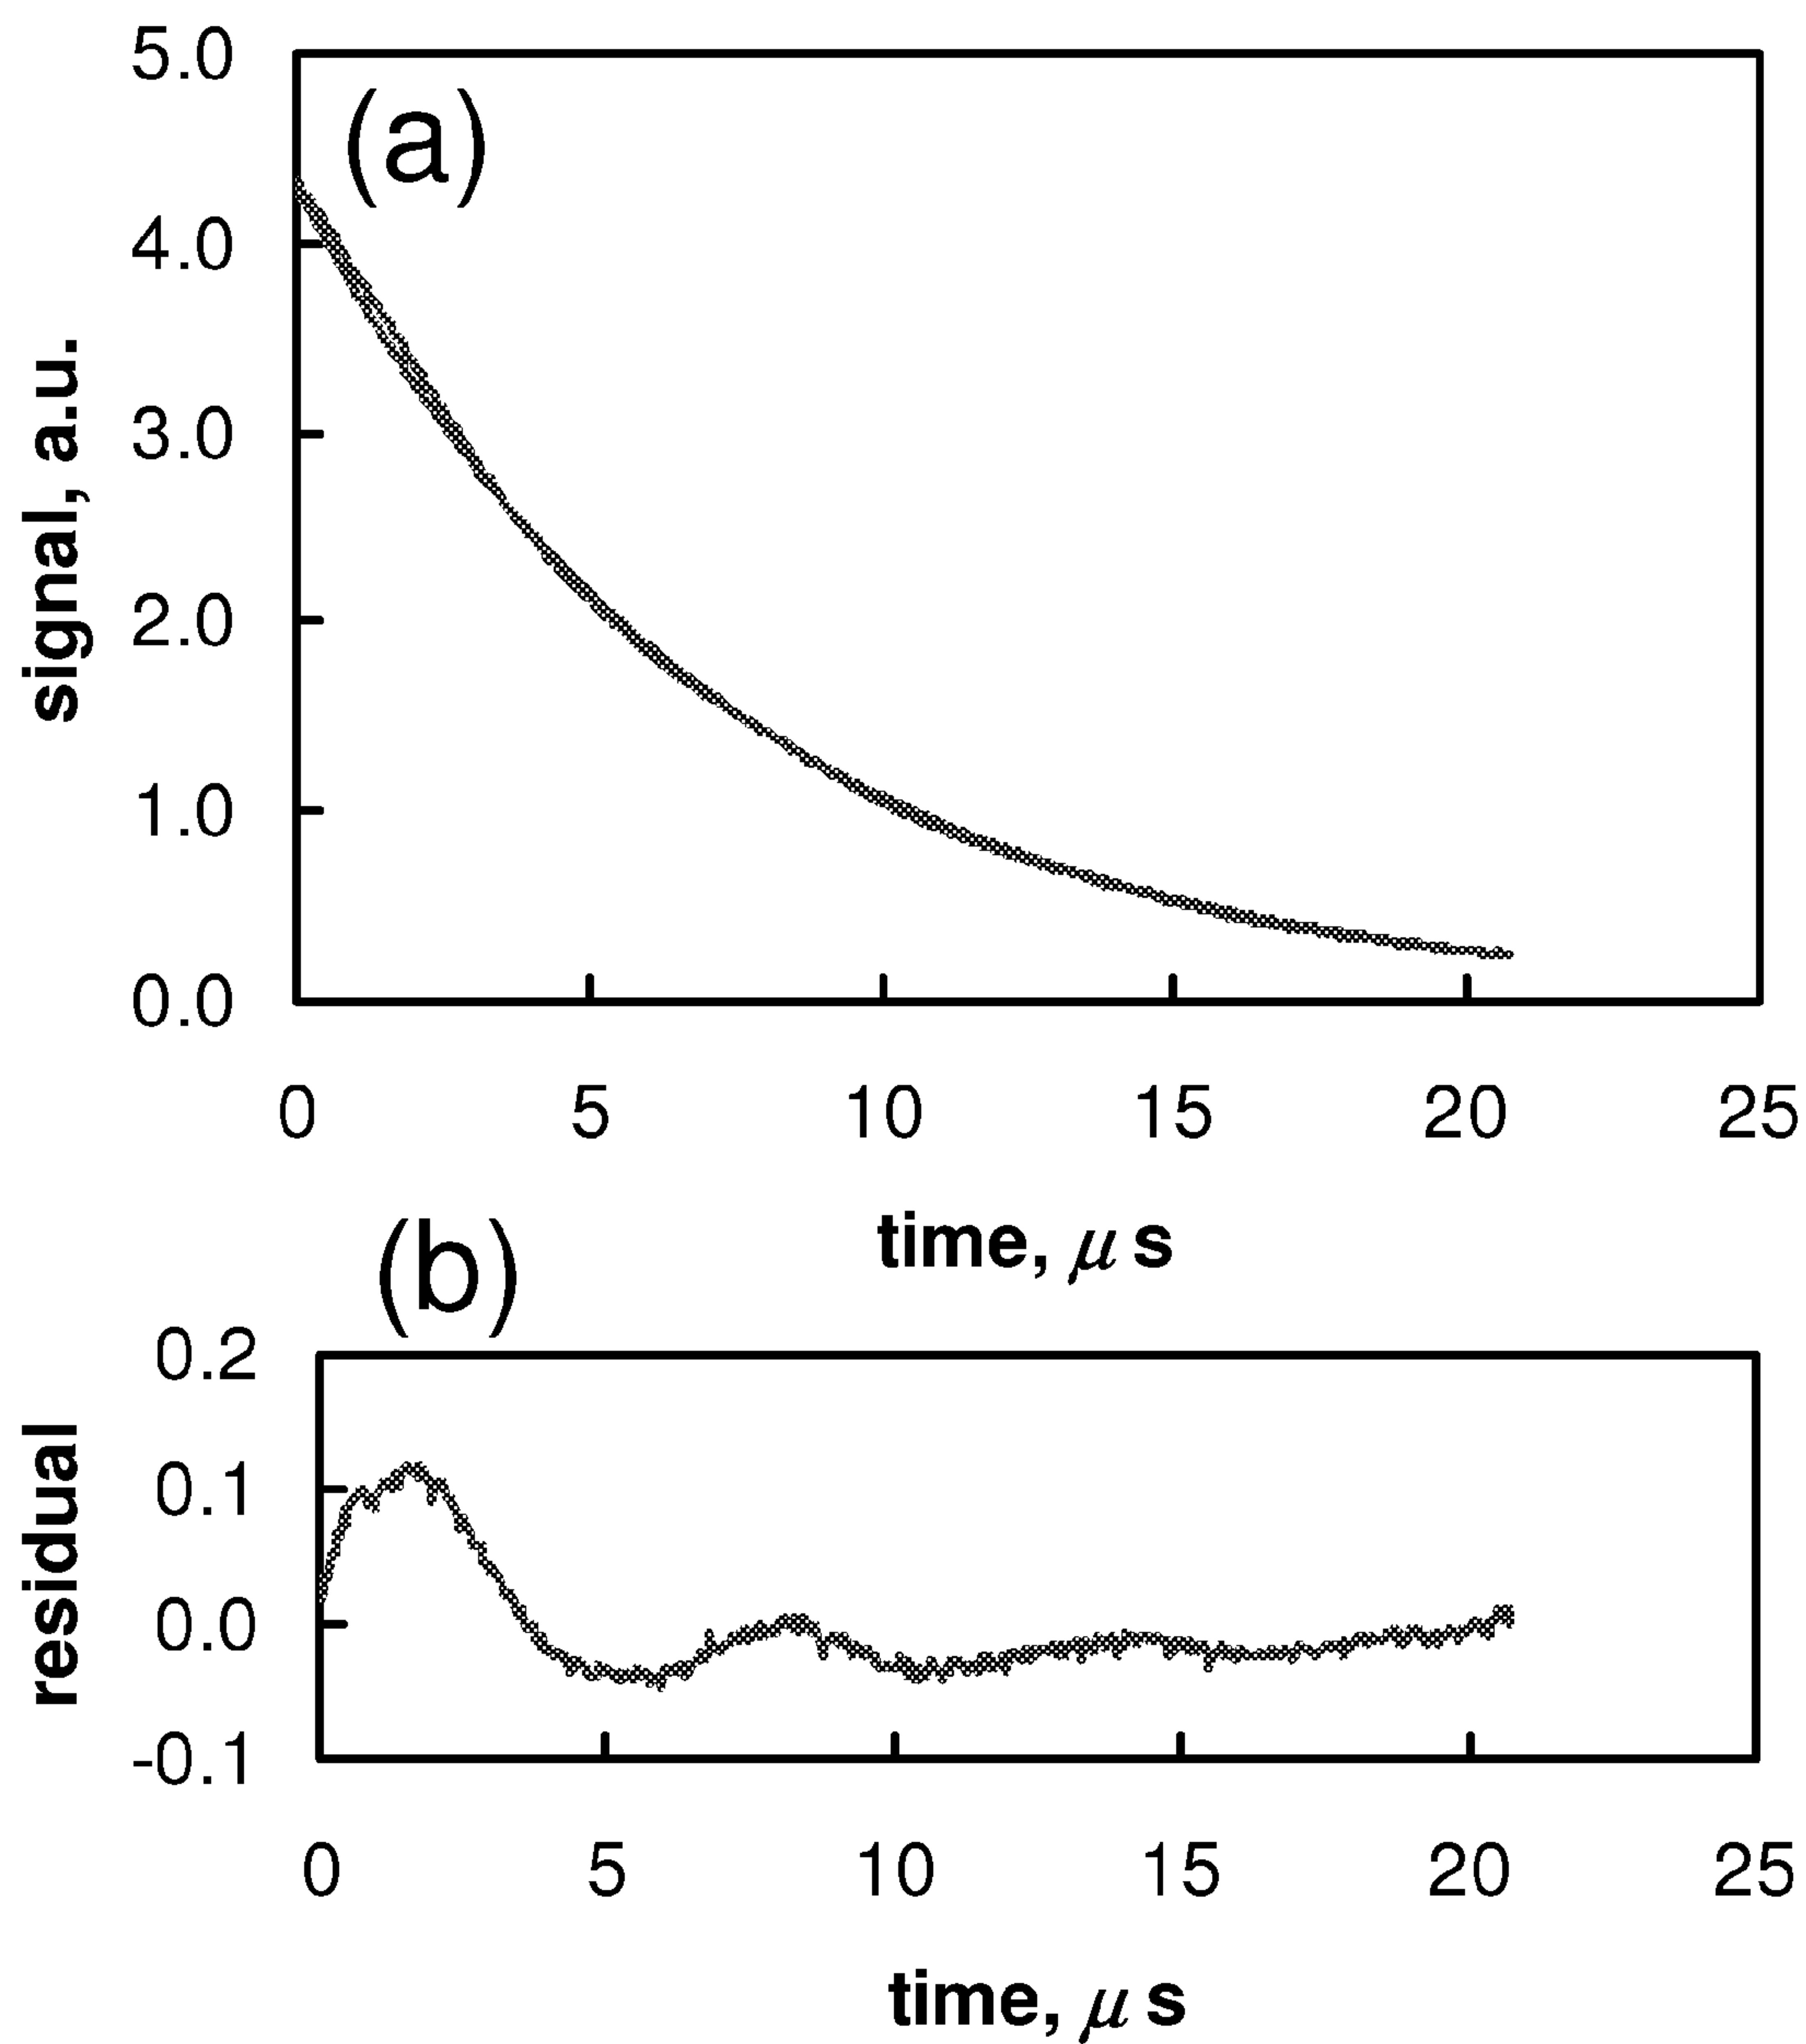 (a)
5.0
4.0
3.0
2.0
1.0
0.0
signal, a.u.
0 5 10 15 20 25
time, μ s
(b)
0.2
0.1
0.0
-0.1
residual
0 5 10 15 20 25
time, μ s